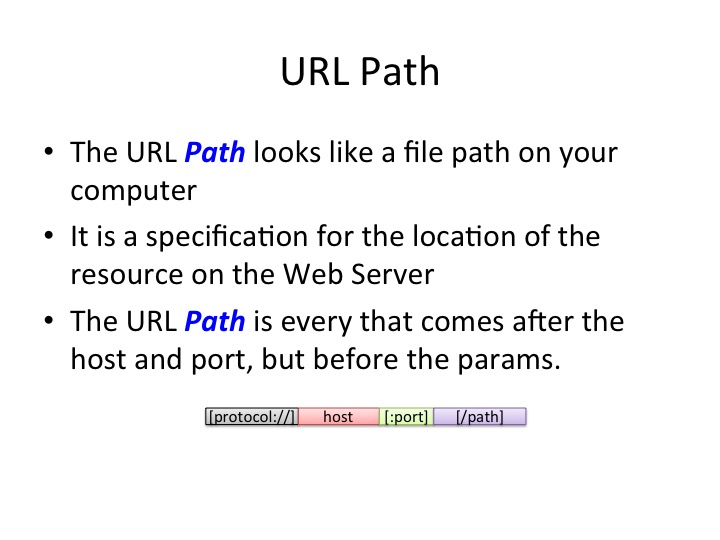 URL Path
• The URL Path looks like a file path on your
computer
• It is a specification for the location of the
resource on the Web Server
• The URL Path is every that comes after the
host and port, but before the params.
[protocol://] host [:port] [/path]